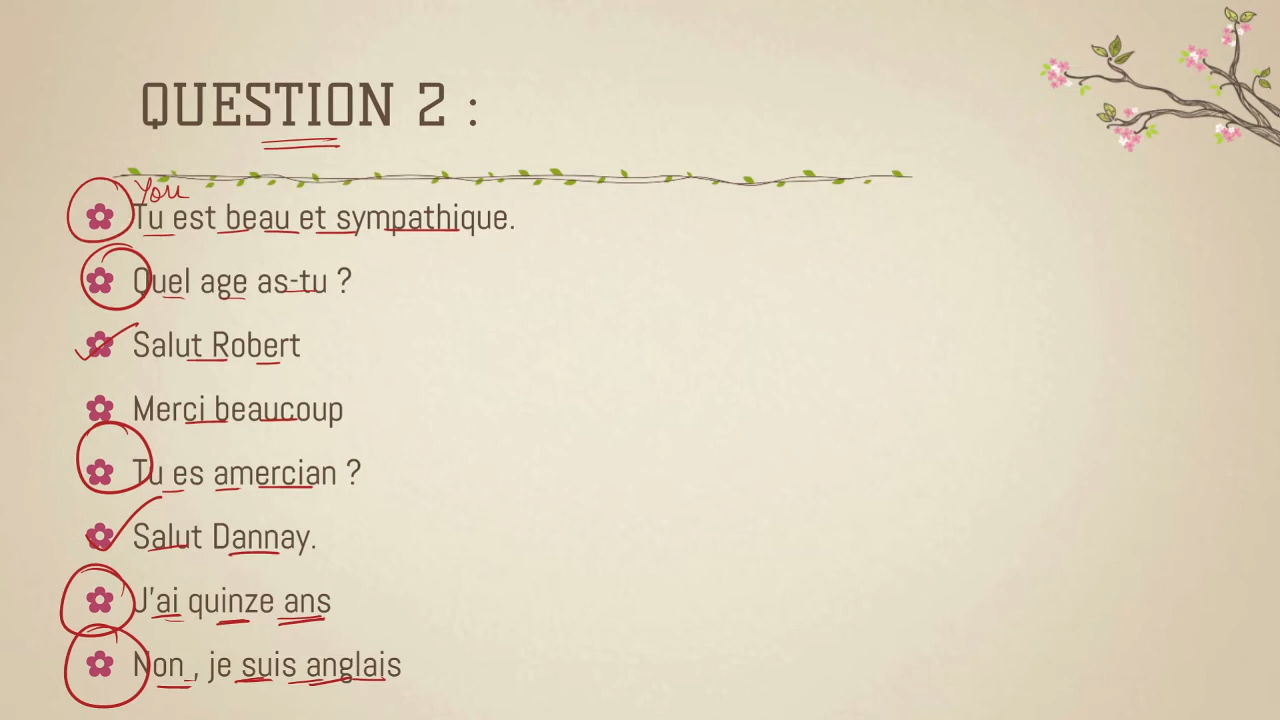 QUESTION 2 :
You
Tu est beau et sympathique.
Quel age as-tu ?
Salut Robert
Merci beaucoup
Tu es amercian ?
Salut Dannay.
J'ai quinze ans
Non , je suis anglais